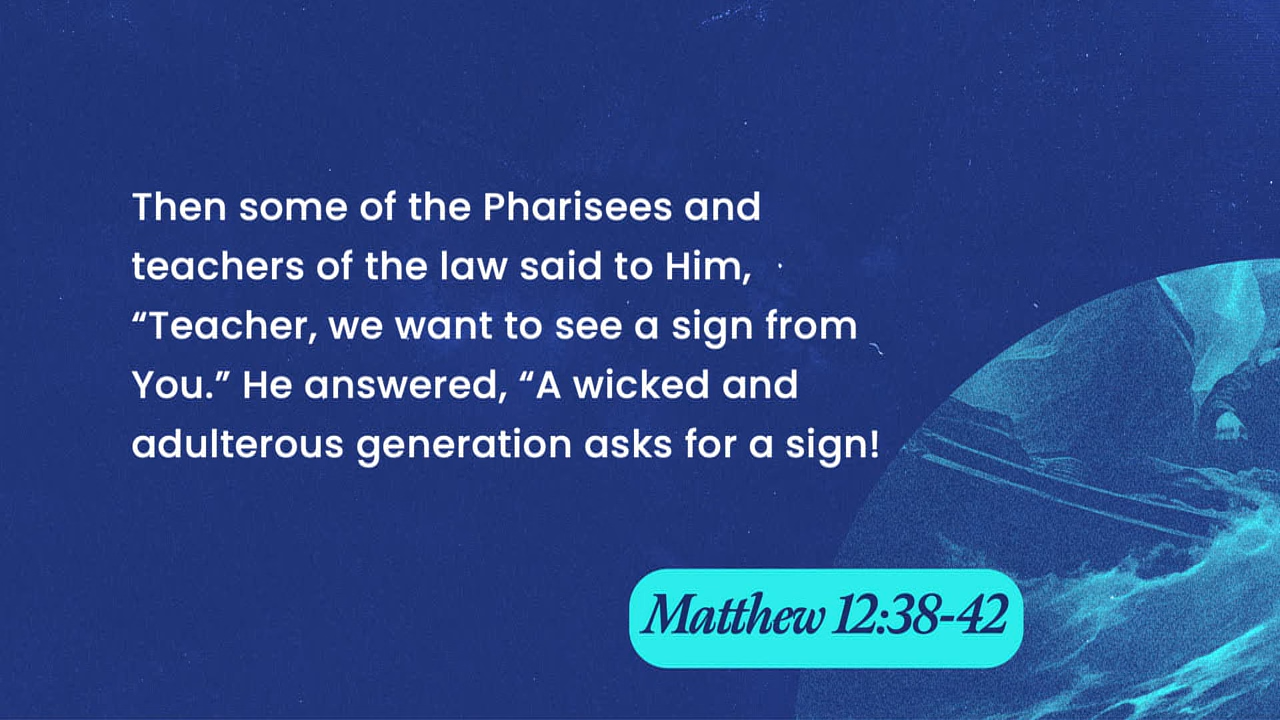 Then some of the Pharisees and
teachers of the law said to Him,
“Teacher, we want to see a sign from
You.” He answered, “A wicked and
adulterous generation asks for a sign!
Matthew 12:38-42